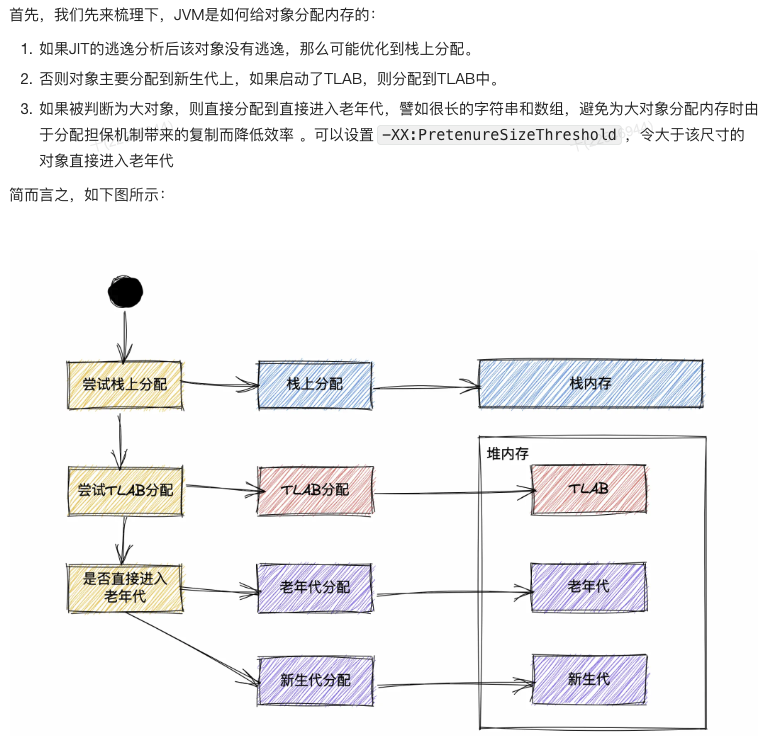 首先，我们先来梳理下，JVM是如何给对象分配内存的：
1. 如果JIT的逃逸分析后该对象没有逃逸，那么可能优化到栈上分配。
2. 否则对象主要分配到新生代上，如果启动了TLAB，则分配到TLAB中。
3. 如果被判断为大对象，则直接分配到直接进入老年代，譬如很长的字符串和数组，避免为大对象分配内存时由
于分配担保机制带来的复制而降低效率 。可以设置 -XX:PretenureSizeThreshold ，令大于该尺寸的
对象直接进入老年代
简而言之，如下图所示：
尝试栈上分配
栈上分配
栈内存
堆内存
尝试TLAB分配
TLAB分配
TLAB
是否直接进入
老年代
老年代分配
老年代
新生代分配
新生代